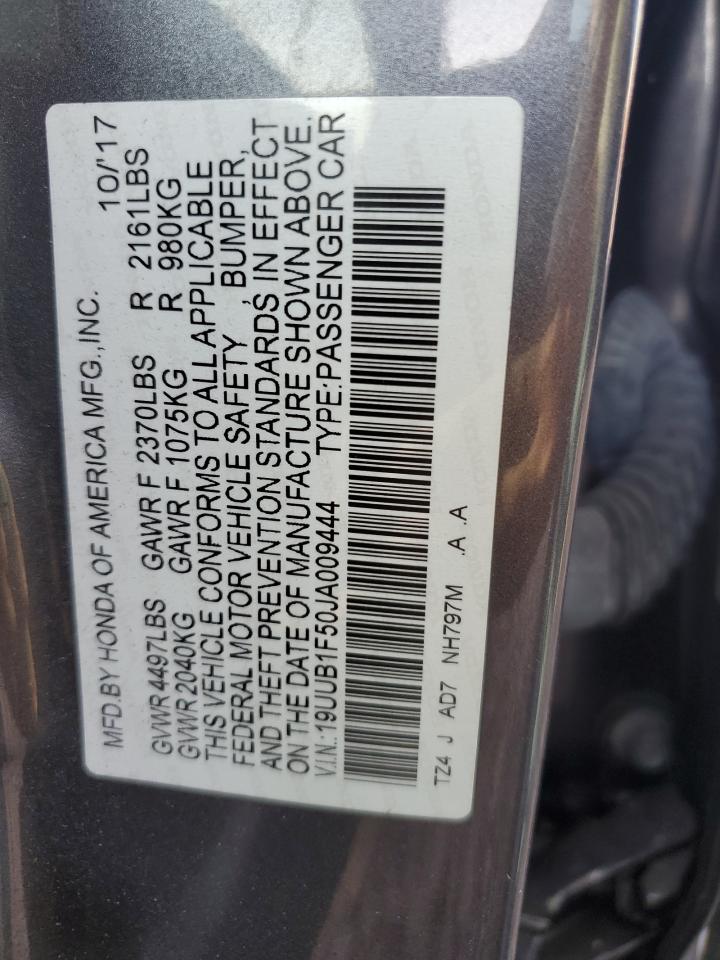 MFD.BY HONDA OF AMERICA MFG.,INC. 10/'17
GVWR 4497LBS GAWR F 2370LBS R 2161LBS
GVWR 2040KG GAWR F 1075KG R 980KG
THIS VEHICLE CONFORMS TO ALL APPLICABLE
FEDERAL MOTOR VEHICLE SAFETY , BUMPER,
AND THEFT PREVENTION STANDARDS IN EFFECT
ON THE DATE OF MANUFACTURE SHOWN ABOVE.
V.I.N.:19UUB1F50JA009444 TYPE:PASSENGER CAR
TZ4 J AD7 NH797M .A .A